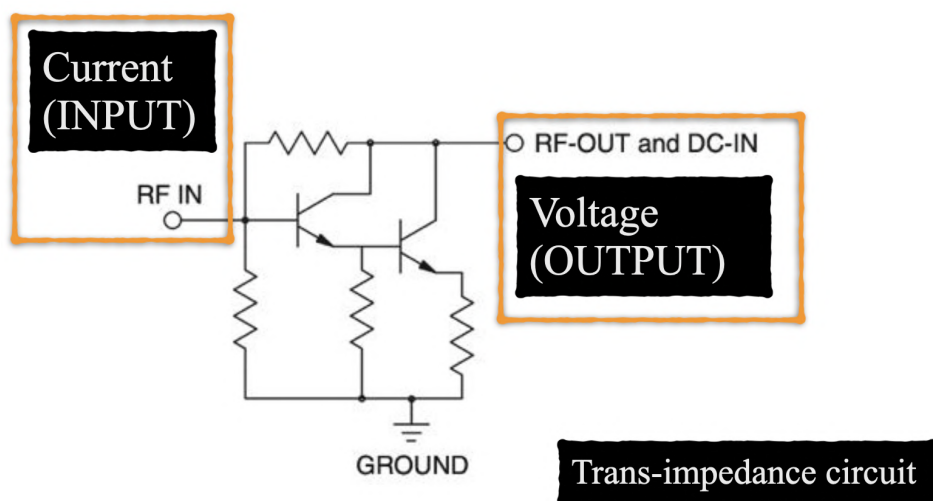 Current
(INPUT)
RF IN
RF-OUT and DC-IN
Voltage
(OUTPUT)
GROUND
Trans-impedance circuit